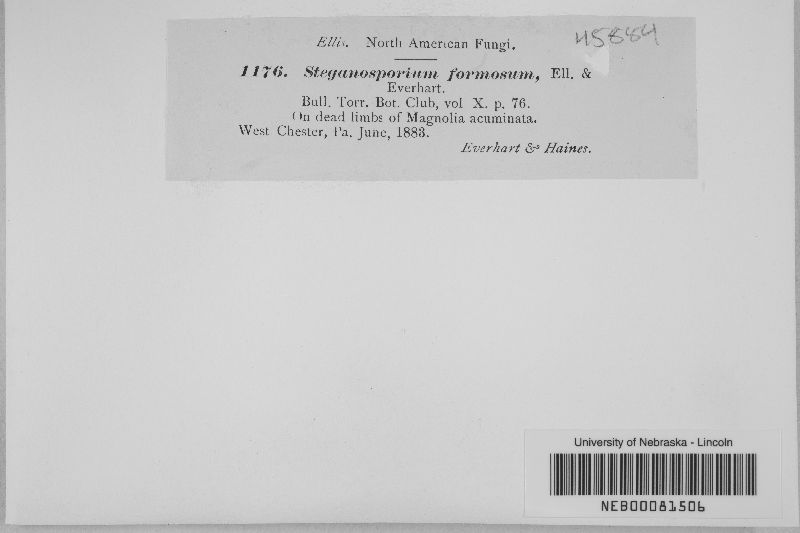 Ellis. North American Fungi.
45884
1176. Steganosporium formosum, Ell. &
Everhart.
Bull. Torr. Bot. Club, vol X. p. 76.
On dead limbs of Magnolia acuminata.
West Chester, Pa. June, 1883.
Everhart & Haines.
University of Nebraska - Lincoln
NEB00081506